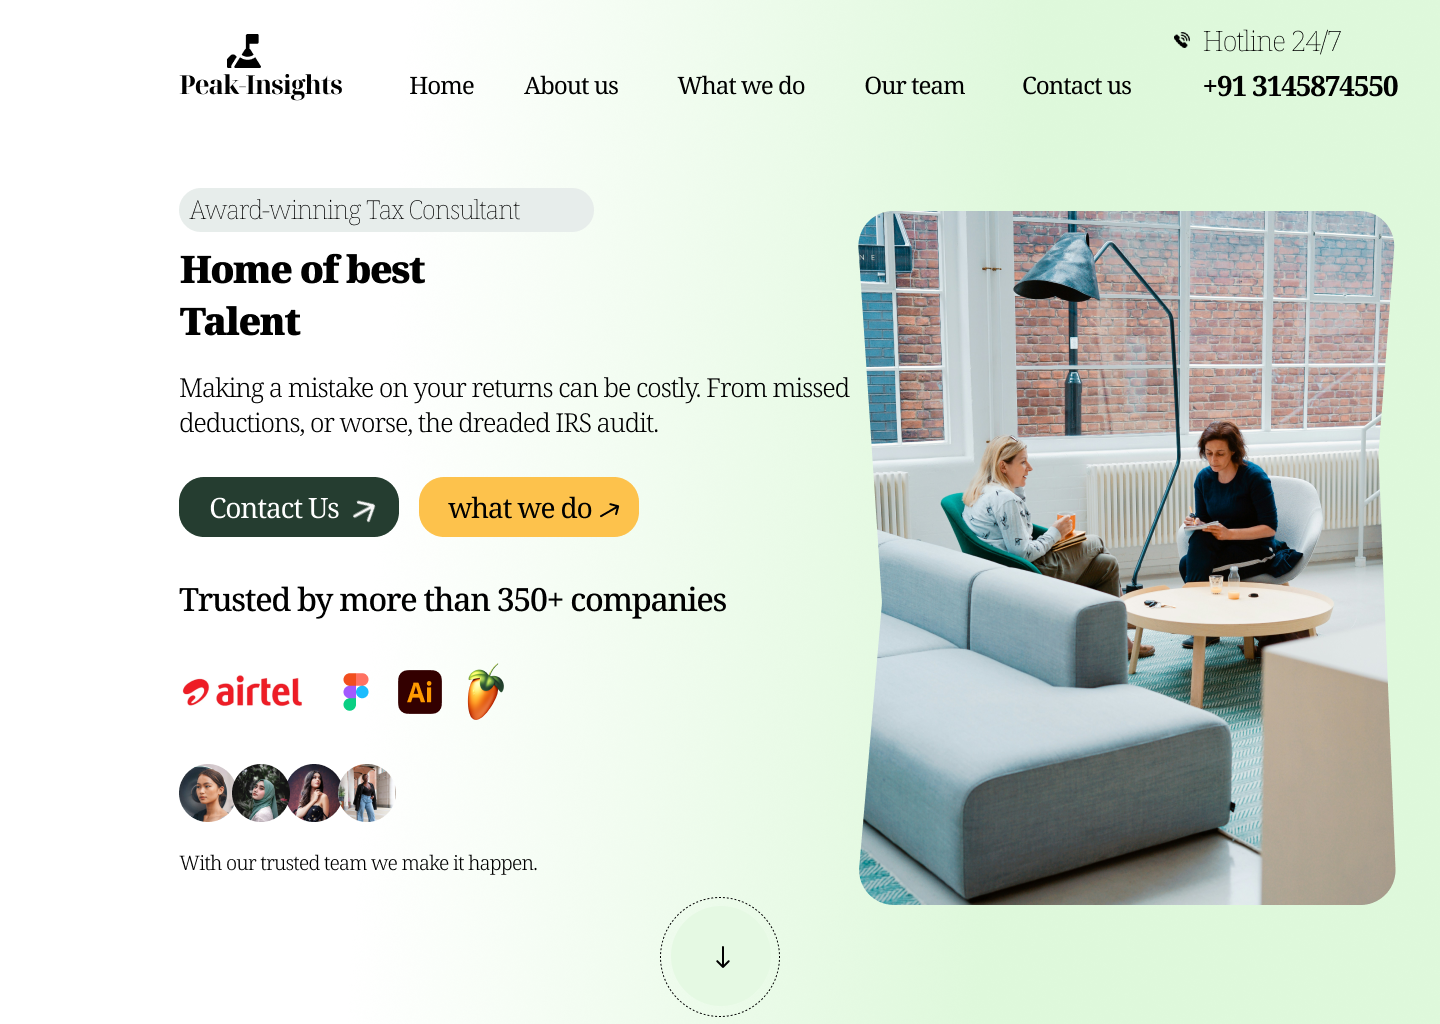 Hotline 24/7
Peak-Insights
Home
About us
What we do
Our team
Contact us
+91 3145874550
Award-winning Tax Consultant
Home of best
Talent
Making a mistake on your returns can be costly. From missed
deductions, or worse, the dreaded IRS audit.
Contact Us
what we do
Trusted by more than 350+ companies
airtel
Ai
With our trusted team we make it happen.